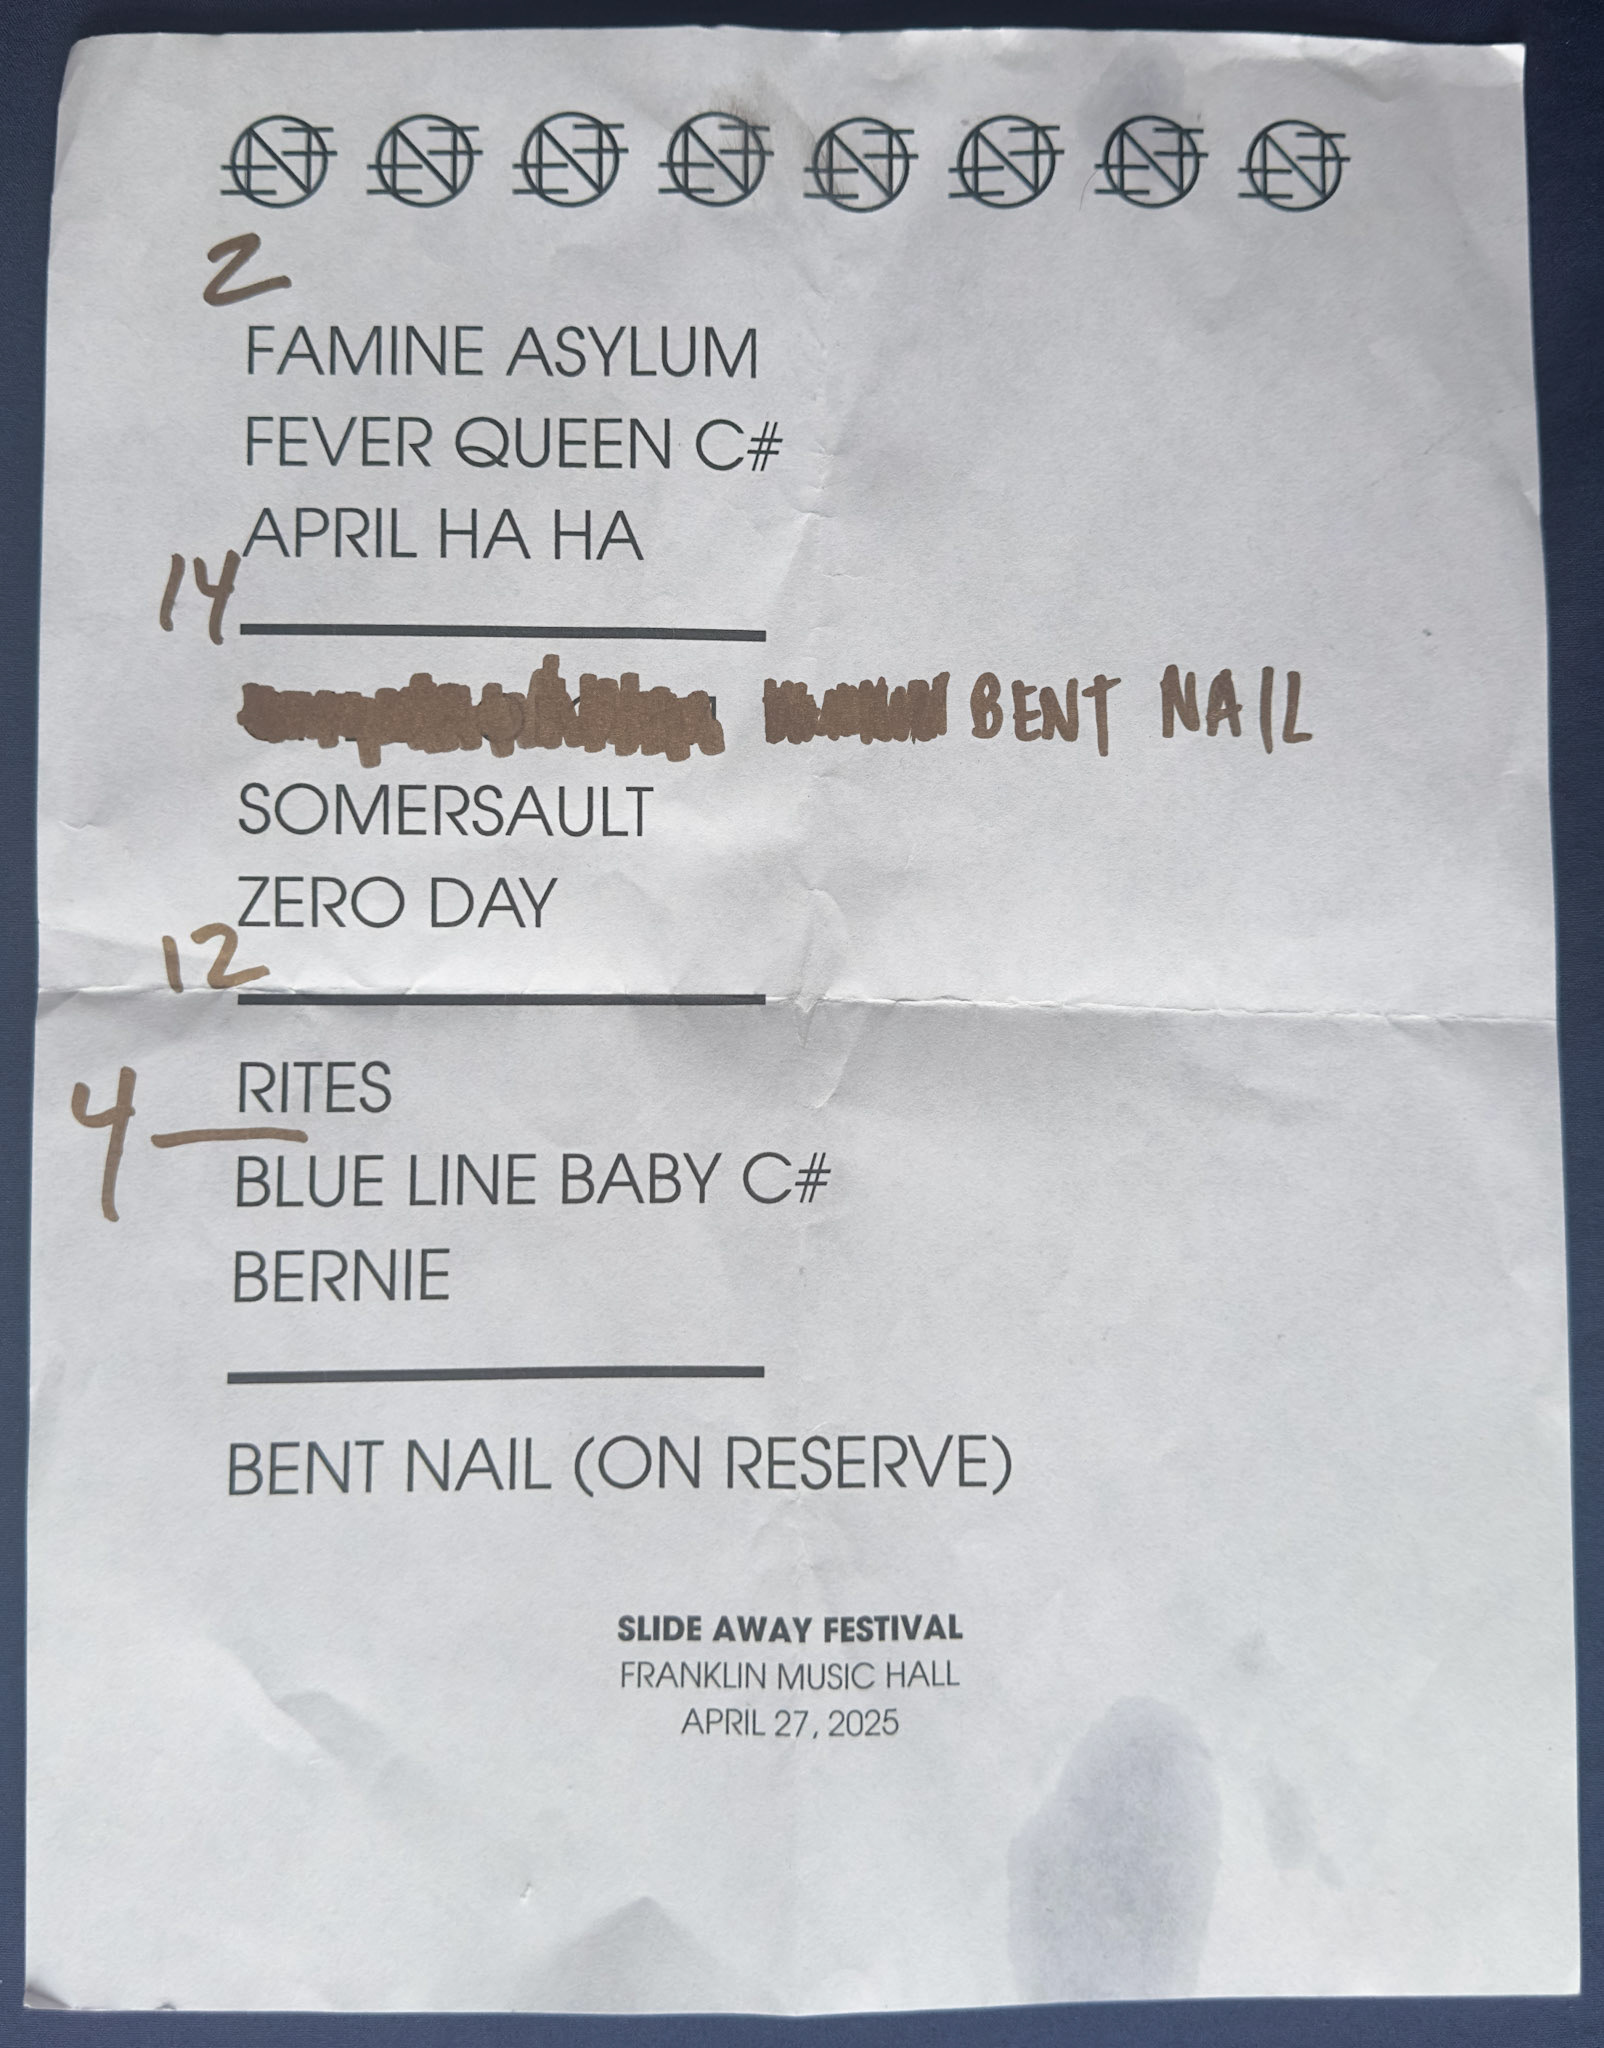 2
FAMINE ASYLUM
FEVER QUEEN C#
APRIL HA HA
14
BENT NAIL
SOMERSAULT
ZERO DAY
12
RITES
4
BLUE LINE BABY C#
BERNIE
BENT NAIL (ON RESERVE)
SLIDE AWAY FESTIVAL
FRANKLIN MUSIC HALL
APRIL 27, 2025